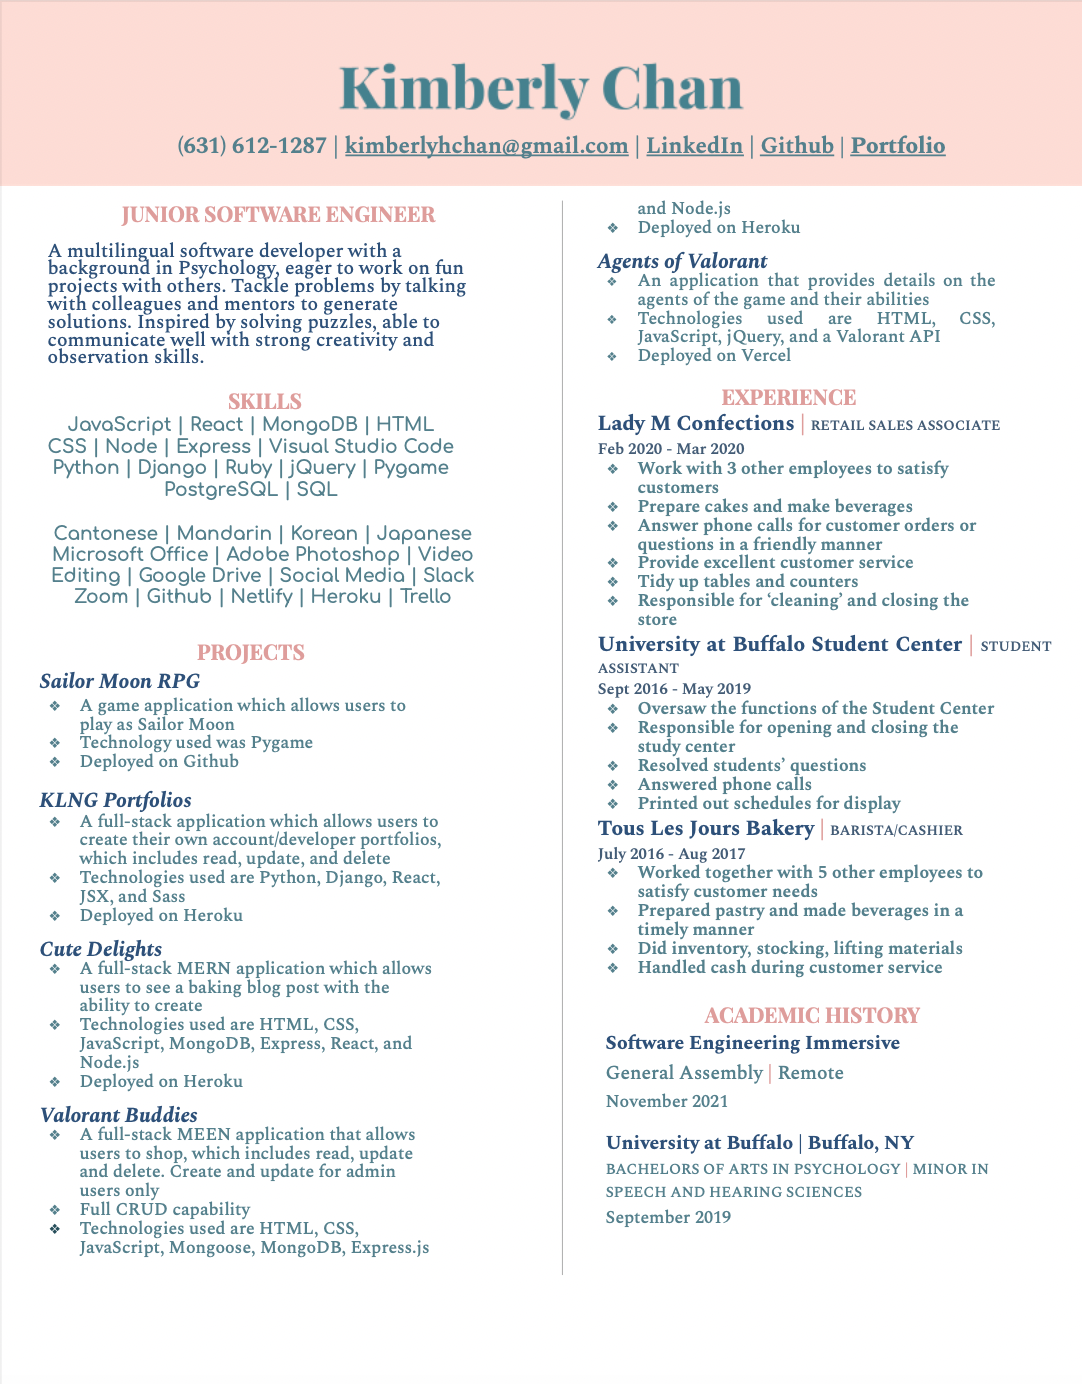 Kimberly Chan
(631) 612-1287 | kimberlyhchan@gmail.com | LinkedIn | Github | Portfolio
JUNIOR SOFTWARE ENGINEER
A multilingual software developer with a
background in Psychology, eager to work on fun
projects with others. Tackle problems by talking
with colleagues and mentors to generate
solutions. Inspired by solving puzzles, able to
communicate well with strong creativity and
observation skills.
SKILLS
JavaScript | React | MongoDB | HTML
CSS | Node | Express | Visual Studio Code
Python | Django | Ruby | jQuery | Pygame
PostgreSQL | SQL
Cantonese | Mandarin | Korean | Japanese
Microsoft Office | Adobe Photoshop | Video
Editing | Google Drive | Social Media | Slack
Zoom | Github | Netlify | Heroku | Trello
PROJECTS
Sailor Moon RPG
❖ A game application which allows users to
play as Sailor Moon
❖ Technology used was Pygame
❖ Deployed on Github
KLNG Portfolios
❖ A full-stack application which allows users to
create their own account/developer portfolios,
which includes read, update, and delete
❖ Technologies used are Python, Django, React,
JSX, and Sass
❖ Deployed on Heroku
Cute Delights
❖ A full-stack MERN application which allows
users to see a baking blog post with the
ability to create
❖ Technologies used are HTML, CSS,
JavaScript, MongoDB, Express, React, and
Node.js
❖ Deployed on Heroku
Valorant Buddies
❖ A full-stack MEEN application that allows
users to shop, which includes read, update
and delete. Create and update for admin
users only
❖ Full CRUD capability
❖ Technologies used are HTML, CSS,
JavaScript, Mongoose, MongoDB, Express.js
and Node.js
❖ Deployed on Heroku
Agents of Valorant
❖ An application that provides details on the
agents of the game and their abilities
❖ Technologies used are HTML, CSS,
JavaScript, jQuery, and a Valorant API
❖ Deployed on Vercel
EXPERIENCE
Lady M Confections | RETAIL SALES ASSOCIATE
Feb 2020 - Mar 2020
❖ Work with 3 other employees to satisfy
customers
❖ Prepare cakes and make beverages
❖ Answer phone calls for customer orders or
questions in a friendly manner
❖ Provide excellent customer service
❖ Tidy up tables and counters
❖ Responsible for ‘cleaning’ and closing the
store
University at Buffalo Student Center | STUDENT
ASSISTANT
Sept 2016 - May 2019
❖ Oversaw the functions of the Student Center
❖ Responsible for opening and closing the
study center
❖ Resolved students’ questions
❖ Answered phone calls
❖ Printed out schedules for display
Tous Les Jours Bakery | BARISTA/CASHIER
July 2016 - Aug 2017
❖ Worked together with 5 other employees to
satisfy customer needs
❖ Prepared pastry and made beverages in a
timely manner
❖ Did inventory, stocking, lifting materials
❖ Handled cash during customer service
ACADEMIC HISTORY
Software Engineering Immersive
General Assembly | Remote
November 2021
University at Buffalo | Buffalo, NY
BACHELORS OF ARTS IN PSYCHOLOGY | MINOR IN
SPEECH AND HEARING SCIENCES
September 2019